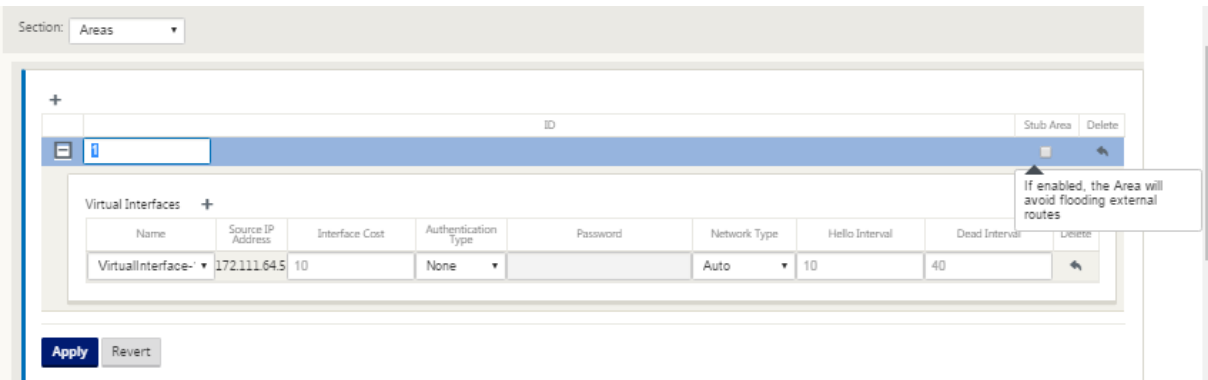 Section: Areas
+
ID Stub Area Delete
1
If enabled, the Area will
avoid flooding external
routes
Virtual Interfaces +
Name Source IP Address Interface Cost Authentication Type Password Network Type Hello Interval Dead Interval Delete
VirtualInterface- 172.111.64.5 10 None Auto 10 40
Apply Revert